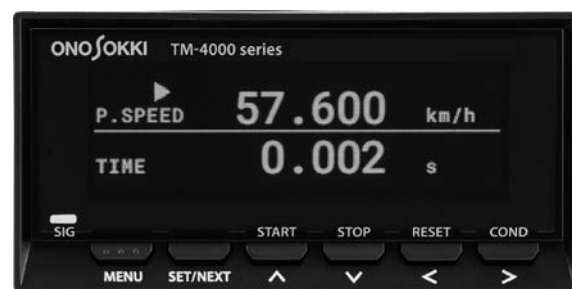 ONO SOKKI TM-4000 series
P.SPEED 57.600 km/h
TIME 0.002 s
SIG START STOP RESET COND
MENU SET/NEXT